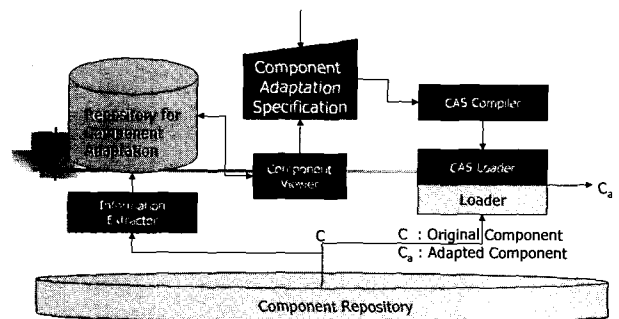 Component
Adaptation
Specification
Repository for
Component
Adaptation
CAS Compiler
Component
Viewer
CAS Loader
Loader
Ca
Information
Extractor
C
C : Original Component
Ca : Adapted Component
Component Repository